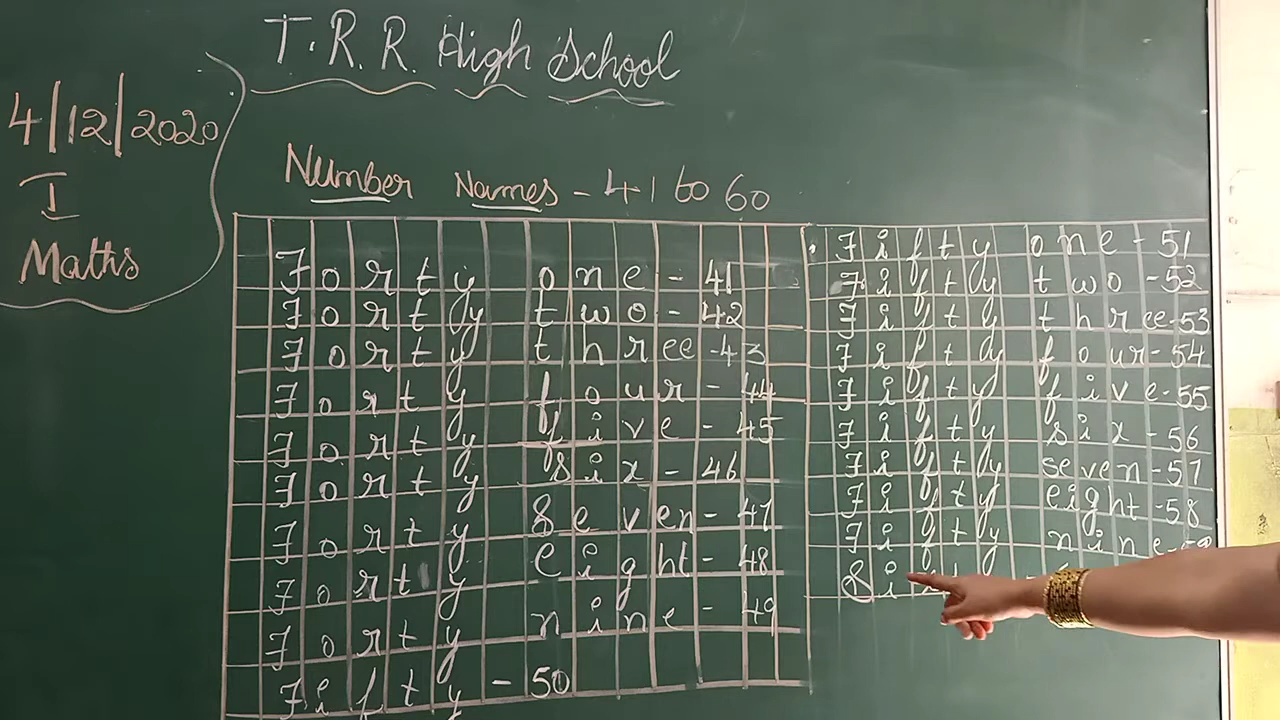 T.R.R. High School
4/12/2020
I
Maths
Number Names - 41 to 60
Forty one - 41
Forty two - 42
Forty three - 43
Forty four - 44
Forty five - 45
Forty six - 46
Forty Seven - 47
Forty eight - 48
Forty nine - 49
Fifty - 50
Fifty one - 51
Fifty two - 52
Fifty three - 53
Fifty four - 54
Fifty five - 55
Fifty six - 56
Fifty seven - 57
Fifty eight - 58
Fifty nine - 59